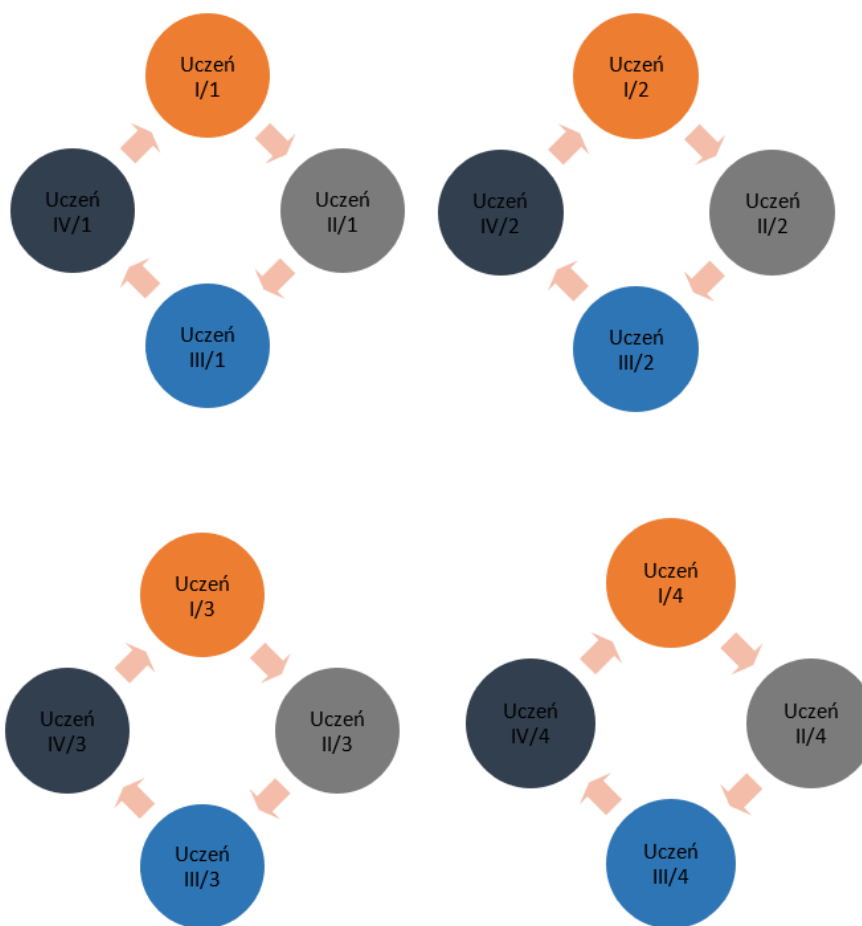 Uczeń
I/1
Uczeń
IV/1
Uczeń
II/1
Uczeń
III/1
Uczeń
I/2
Uczeń
IV/2
Uczeń
II/2
Uczeń
III/2
Uczeń
I/3
Uczeń
IV/3
Uczeń
II/3
Uczeń
III/3
Uczeń
I/4
Uczeń
IV/4
Uczeń
II/4
Uczeń
III/4